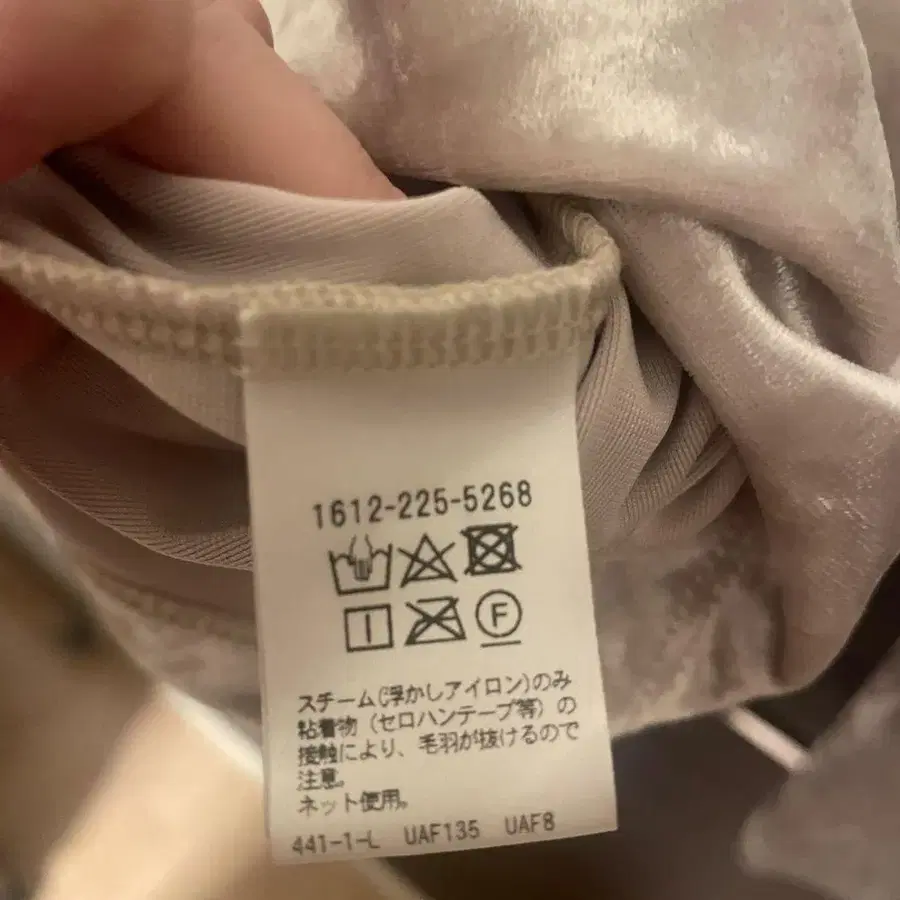 1612-225-5268
F
スチーム(浮かしアイロン)のみ
粘着物(セロハンテープ等)の
接触により、毛羽が抜けるので
注意。
ネット使用。
441-1-L UAF135 UAF8